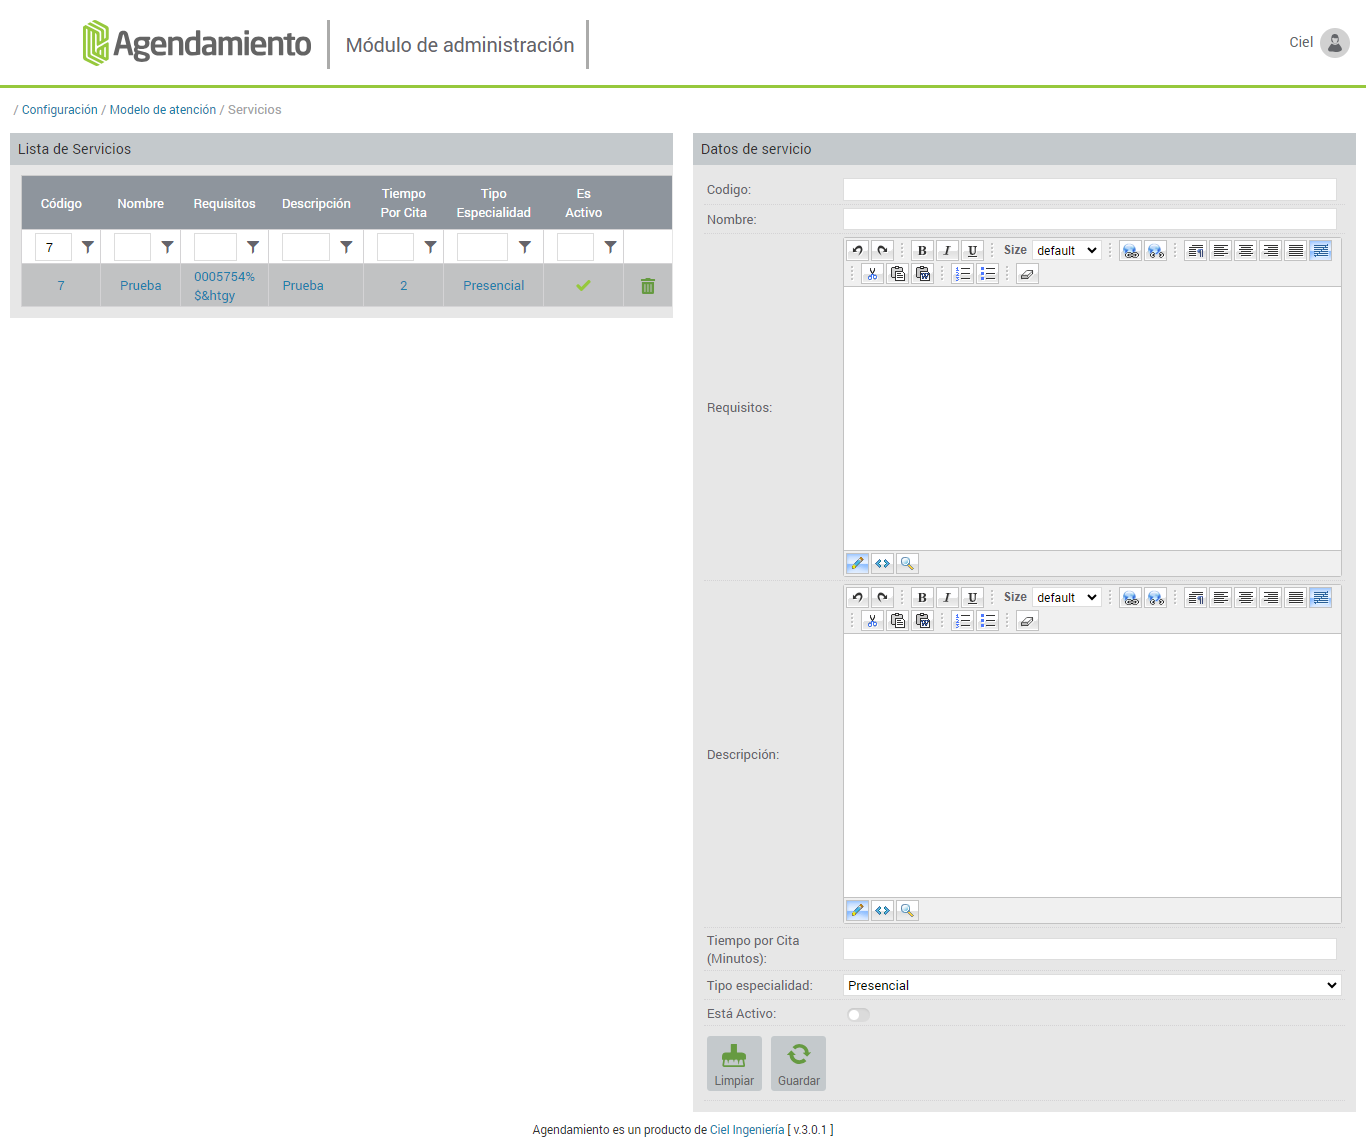 Agendamiento
Módulo de administración
Ciel
/ Configuración / Modelo de atención / Servicios
Lista de Servicios
Código Nombre Requisitos Descripción Tiempo Por Cita Tipo Especialidad Es Activo
7
7 Prueba 0005754%$&htgy Prueba 2 Presencial
Datos de servicio
Codigo:
Nombre:
Requisitos:
B I U Size default
Descripción:
B I U Size default
Tiempo por Cita
(Minutos):
Tipo especialidad: Presencial
Está Activo:
Limpiar Guardar
Agendamiento es un producto de Ciel Ingeniería [ v.3.0.1 ]